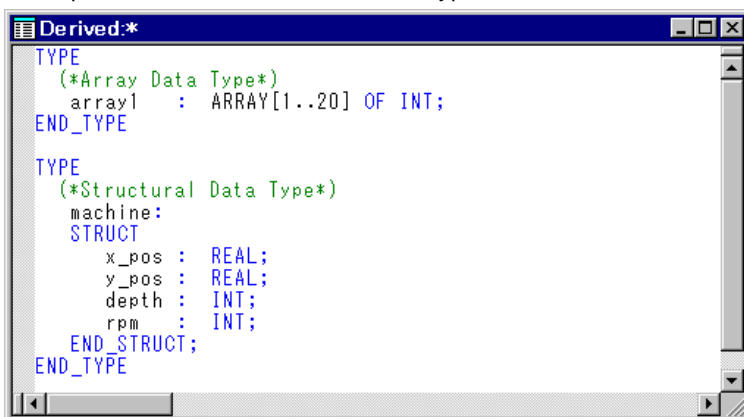 Derived:*
TYPE
(*Array Data Type*)
array1 : ARRAY[1..20] OF INT;
END_TYPE
TYPE
(*Structural Data Type*)
machine:
STRUCT
x_pos : REAL;
y_pos : REAL;
depth : INT;
rpm : INT;
END_STRUCT;
END_TYPE